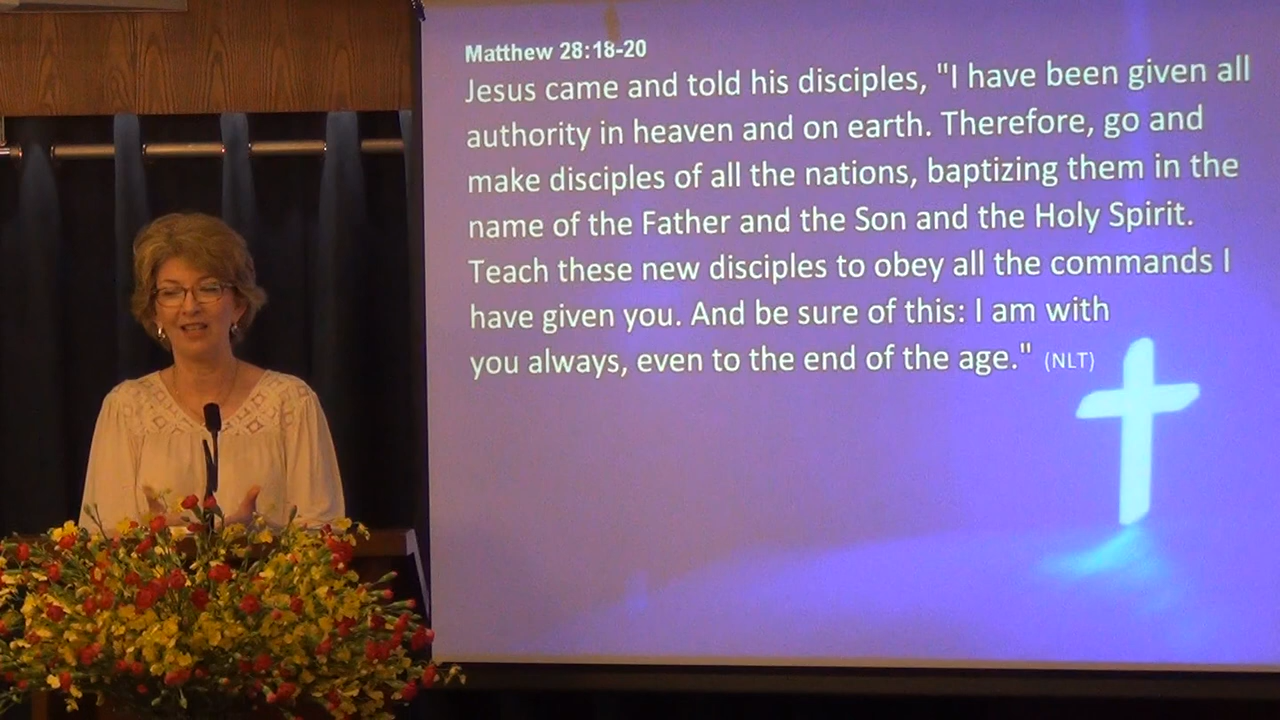 Matthew 28:18-20
Jesus came and told his disciples, "I have been given all
authority in heaven and on earth. Therefore, go and
make disciples of all the nations, baptizing them in the
name of the Father and the Son and the Holy Spirit.
Teach these new disciples to obey all the commands I
have given you. And be sure of this: I am with
you always, even to the end of the age." (NLT)